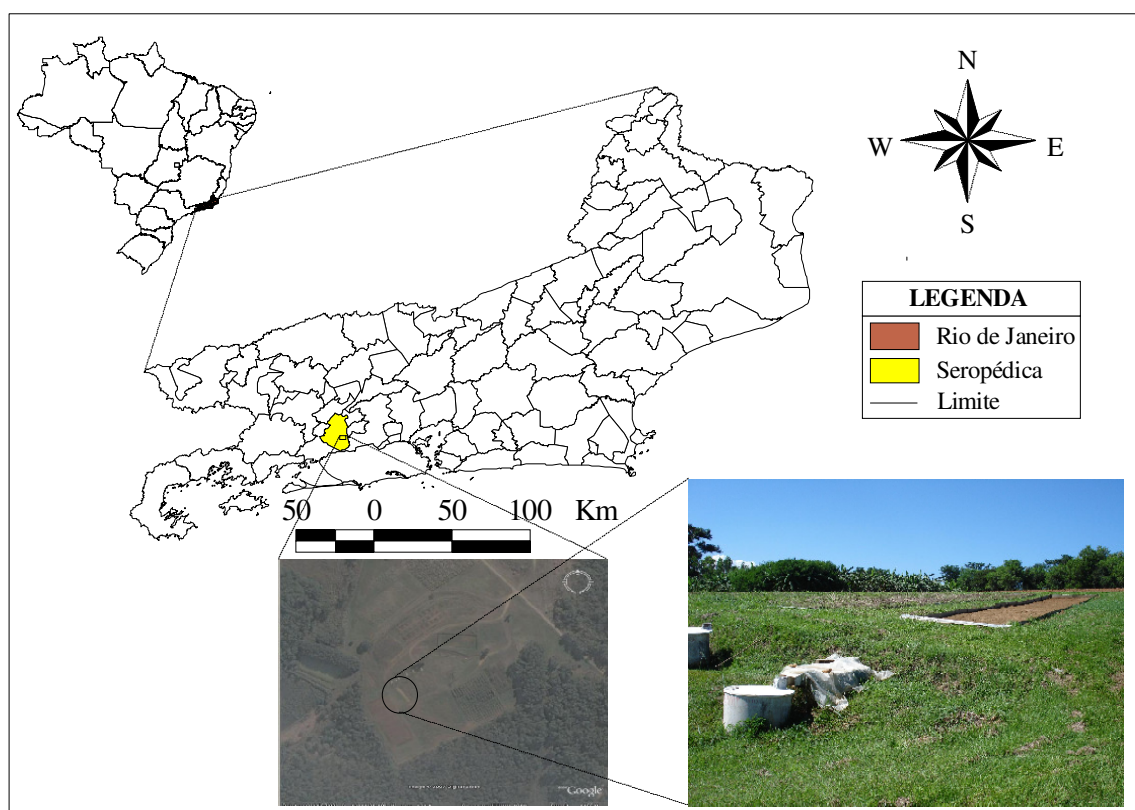 N
W E
S
LEGENDA
Rio de Janeiro
Seropédica
Limite
50 0 50 100 Km
Google